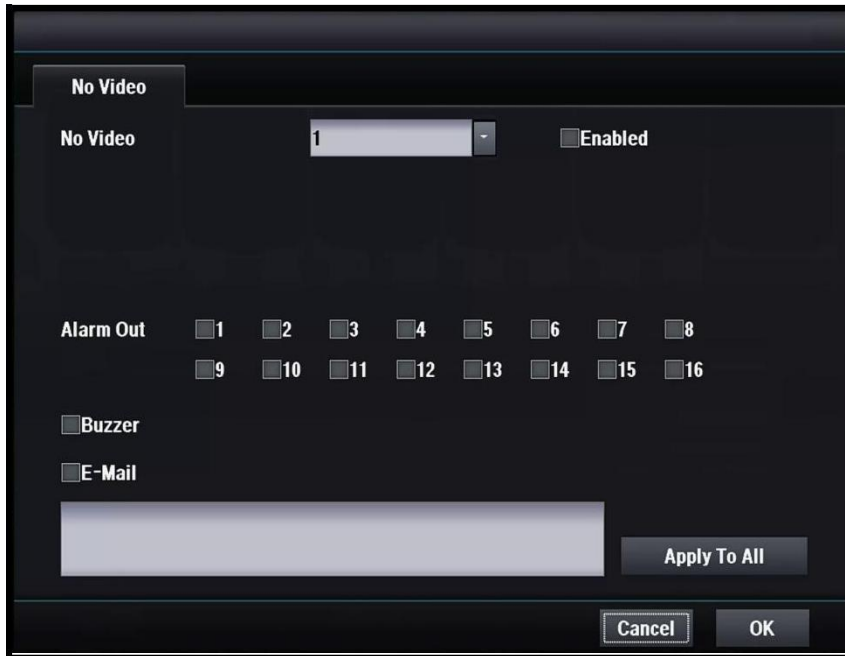 No Video
No Video 1 Enabled
Alarm Out 1 2 3 4 5 6 7 8
9 10 11 12 13 14 15 16
Buzzer
E-Mail
Apply To All
Cancel OK